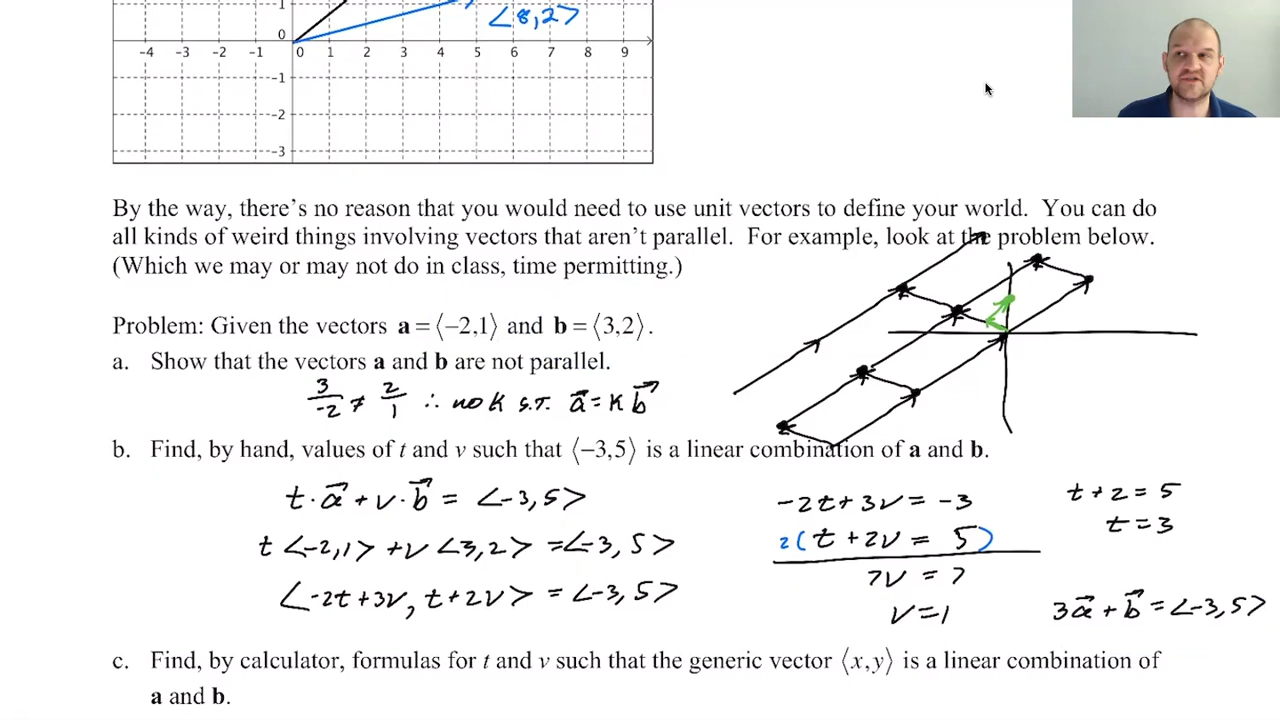 1
<8,2>
0
-4 -3 -2 -1 0 1 2 3 4 5 6 7 8 9
-1
-2
-3
By the way, there's no reason that you would need to use unit vectors to define your world. You can do
all kinds of weird things involving vectors that aren't parallel. For example, look at the problem below.
(Which we may or may not do in class, time permitting.)
Problem: Given the vectors a = ⟨−2,1⟩ and b = ⟨3,2⟩.
a. Show that the vectors a and b are not parallel.
3/-2 ≠ 2/1 ∴ no K s.t. a⃗ = K b⃗
b. Find, by hand, values of t and v such that ⟨−3,5⟩ is a linear combination of a and b.
t·a⃗ + v·b⃗ = <-3,5>
t<-2,1> + v<3,2> = <-3,5>
<-2t+3v, t+2v> = <-3,5>
-2t+3v = -3
2(t+2v = 5)
7v = 7
v=1
t+2=5
t=3
3a⃗+b⃗=<-3,5>
c. Find, by calculator, formulas for t and v such that the generic vector ⟨x,y⟩ is a linear combination of
a and b.